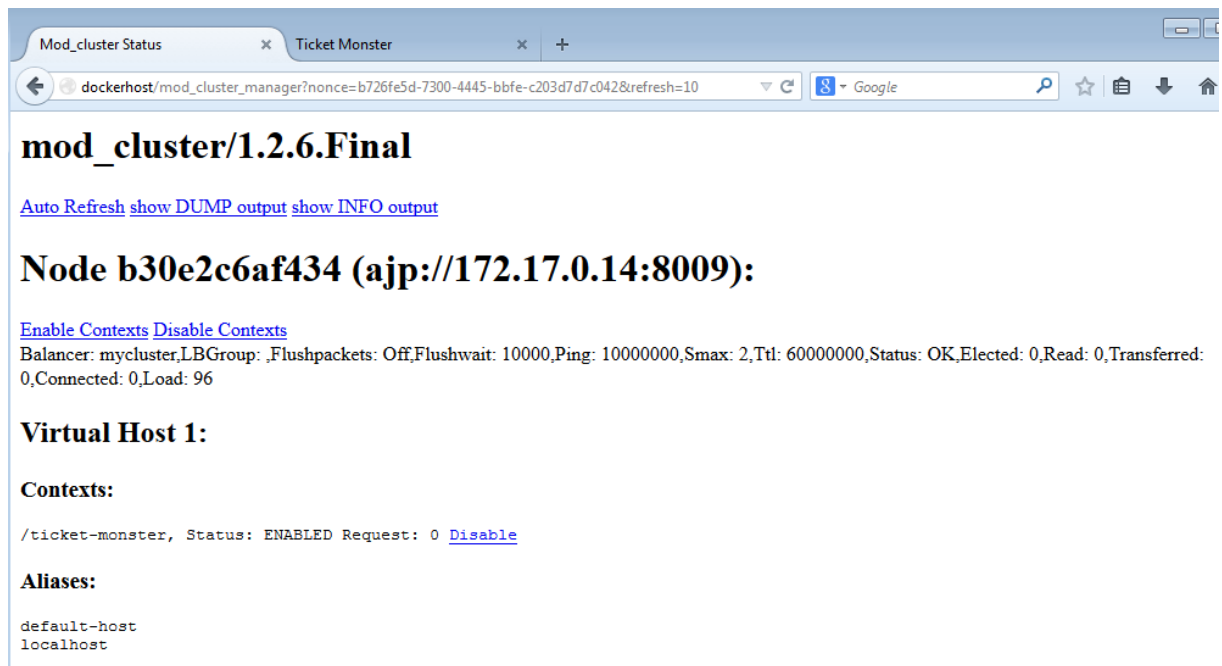 Mod_cluster Status
Ticket Monster
dockerhost/mod_cluster_manager?nonce=b726fe5d-7300-4445-bbfe-c203d7d7c042&refresh=10
8
Google
mod_cluster/1.2.6.Final
Auto Refresh show DUMP output show INFO output
Node b30e2c6af434 (ajp://172.17.0.14:8009):
Enable Contexts Disable Contexts
Balancer: mycluster,LBGroup: ,Flushpackets: Off,Flushwait: 10000,Ping: 10000000,Smax: 2,Ttl: 60000000,Status: OK,Elected: 0,Read: 0,Transferred:
0,Connected: 0,Load: 96
Virtual Host 1:
Contexts:
/ticket-monster, Status: ENABLED Request: 0 Disable
Aliases:
default-host
localhost